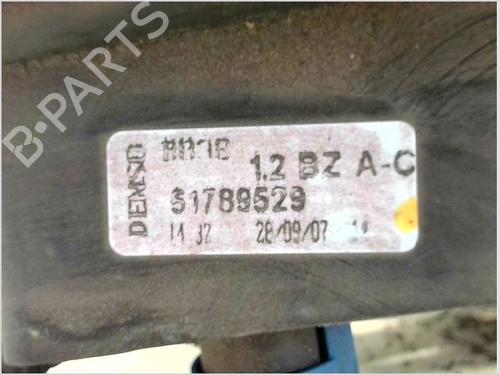 B-PARTS
DENSO
1.2 BZ A-C
51789529
14 32 28/09/07